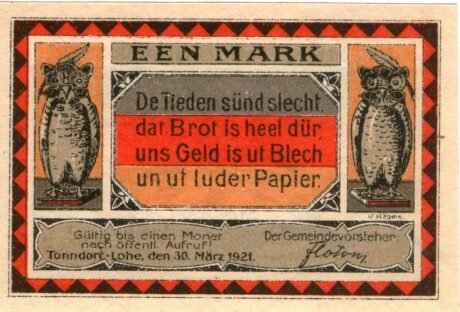 EEN MARK
De Tieden sünd slecht
dat Brot is heel dür,
uns Geld is ut Blech
un ut luder Papier.
Gültig bis einen Monat
nach öffentl. Aufruf!
Tonndorf-Lohe, den 30. März 1921.
Der Gemeindevorsteher: